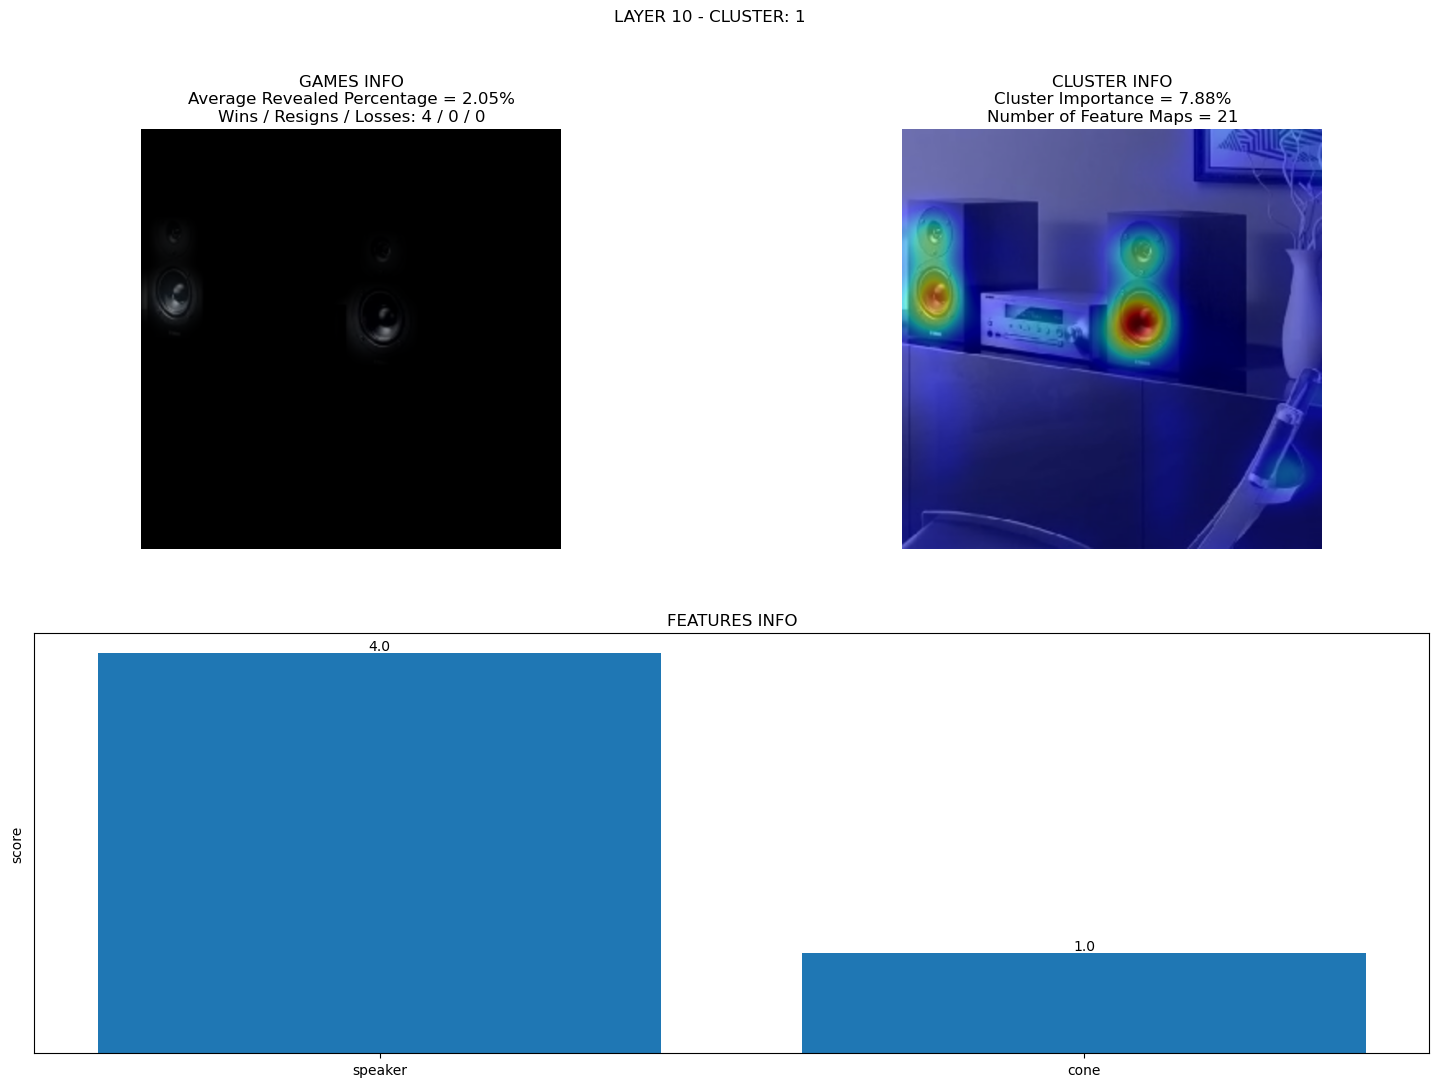 LAYER 10 - CLUSTER: 1
GAMES INFO
Average Revealed Percentage = 2.05%
Wins / Resigns / Losses: 4 / 0 / 0
CLUSTER INFO
Cluster Importance = 7.88%
Number of Feature Maps = 21
FEATURES INFO
score
4.0
1.0
speaker
cone